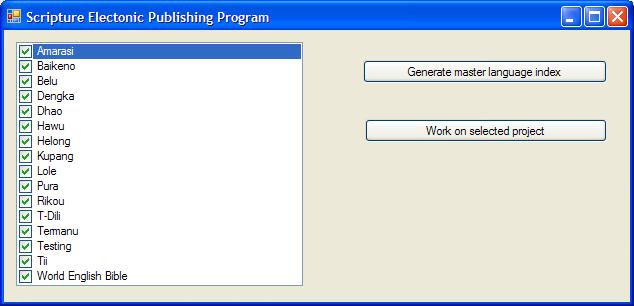 Scripture Electonic Publishing Program
Amarasi
Baikeno
Belu
Dengka
Dhao
Hawu
Helong
Kupang
Lole
Pura
Rikou
T-Dili
Termanu
Testing
Tii
World English Bible
Generate master language index
Work on selected project